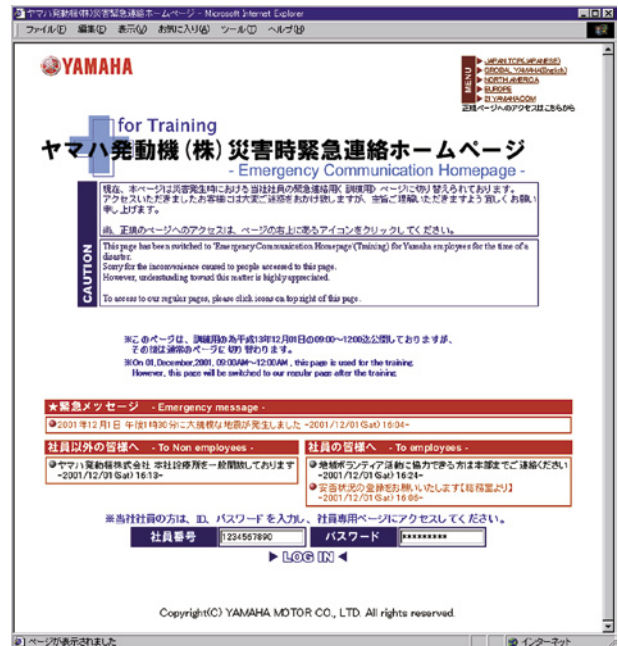 ヤマハ発動機(株)災害緊急連絡ホームページ - Microsoft Internet Explorer
ファイル(F) 編集(E) 表示(V) お気に入り(A) ツール(T) ヘルプ(H)
YAMAHA
MENU
JAPAN TOP(JAPANESE)
GROBAL YAMAHA(English)
NORTH AMERICA
EUROPE
21 YAMAHA.COM
正規ページへのアクセスはこちらから
for Training
ヤマハ発動機(株)災害時緊急連絡ホームページ
- Emergency Communication Homepage -
CAUTION
現在、本ページは災害発生時における当社社員の緊急連絡用(訓練用)ページに切り替えられております。
アクセスいただきましたお客様には大変ご迷惑をおかけ致しますが、主旨ご理解いただきますよう宜しくお願い
申し上げます。
尚、正規のページへのアクセスは、ページの右上にあるアイコンをクリックしてください。
This page has been switched to 'Emergency Communication Homepage'(Training) for Yamaha employees for the time of a
disaster.
Sorry for the inconvenience caused to people accessed to this page.
However, understanding toward this matter is highly appreciated.
To access to our regular pages, please click icons on top right of this page.
※このページは、訓練用の為平成13年12月01日の09:00~12:00迄公開しておりますが、
その後は通常のページに切り替わります。
※On 01,December,2001, 09:00AM~12:00AM , this page is used for the training.
However, this page will be switched to our regular page after the training.
★緊急メッセージ - Emergency message -
2001年12月1日 午後1時30分に大規模な地震が発生しました -2001/12/01(Sat) 16:04-
社員以外の皆様へ - To Non employees -
ヤマハ発動機株式会社 本社診療所を一般開放しております
-2001/12/01(Sat) 16:13-
社員の皆様へ - To employees -
地域ボランティア活動に協力できる方は本部までご連絡ください
-2001/12/01(Sat) 16:24-
安否状況の登録をお願いいたします【総務室より】
-2001/12/01(Sat) 16:06-
※当社社員の方は、ID、パスワードを入力し、社員専用ページにアクセスしてください。
社員番号 1234567890 パスワード *********
LOG IN
Copyright(C) YAMAHA MOTOR CO., LTD. All rights reserved.
ページが表示されました インターネット